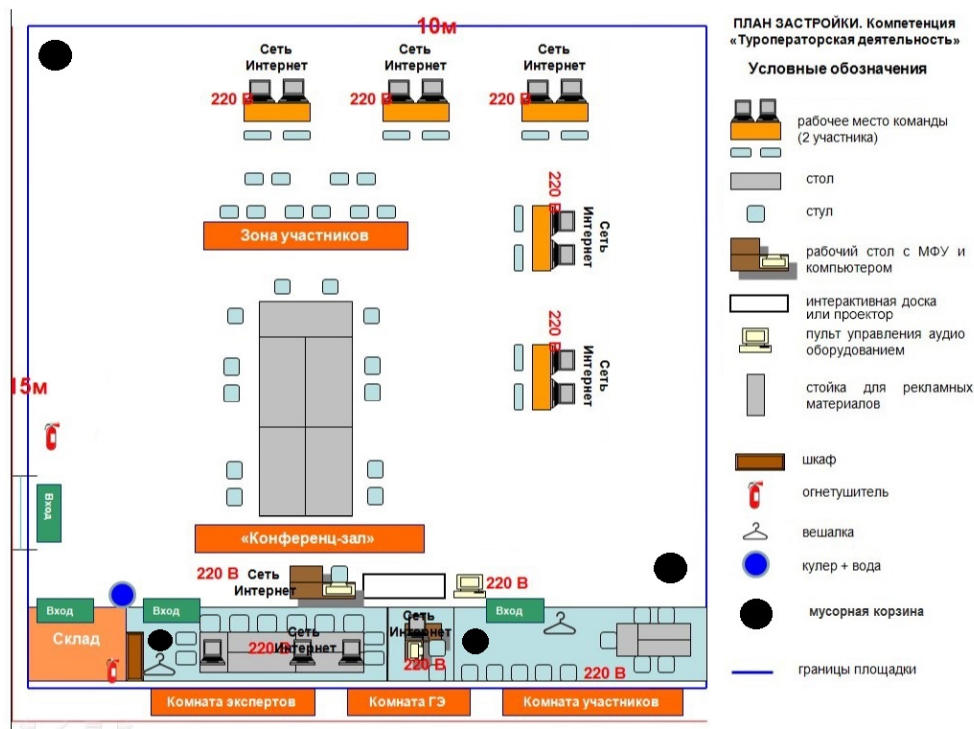 10м
ПЛАН ЗАСТРОЙКИ. Компетенция
«Туроператорская деятельность»
Условные обозначения
Сеть
Интернет
Сеть
Интернет
Сеть
Интернет
220 В
220 В
220 В
рабочее место команды
(2 участника)
стол
стул
220 В
Сеть
Интернет
Зона участников
рабочий стол с МФУ и
компьютером
интерактивная доска
или проектор
пульт управления аудио
оборудованием
220 В
Сеть
Интернет
15м
стойка для рекламных
материалов
шкаф
огнетушитель
Вход
«Конференц-зал»
вешалка
кулер + вода
220 В
Сеть
Интернет
220 В
мусорная корзина
Вход
Вход
Вход
Склад
Сеть
220 В
Интернет
Сеть
Интернет
220 В
220 В
границы площадки
Комната экспертов
Комната ГЭ
Комната участников